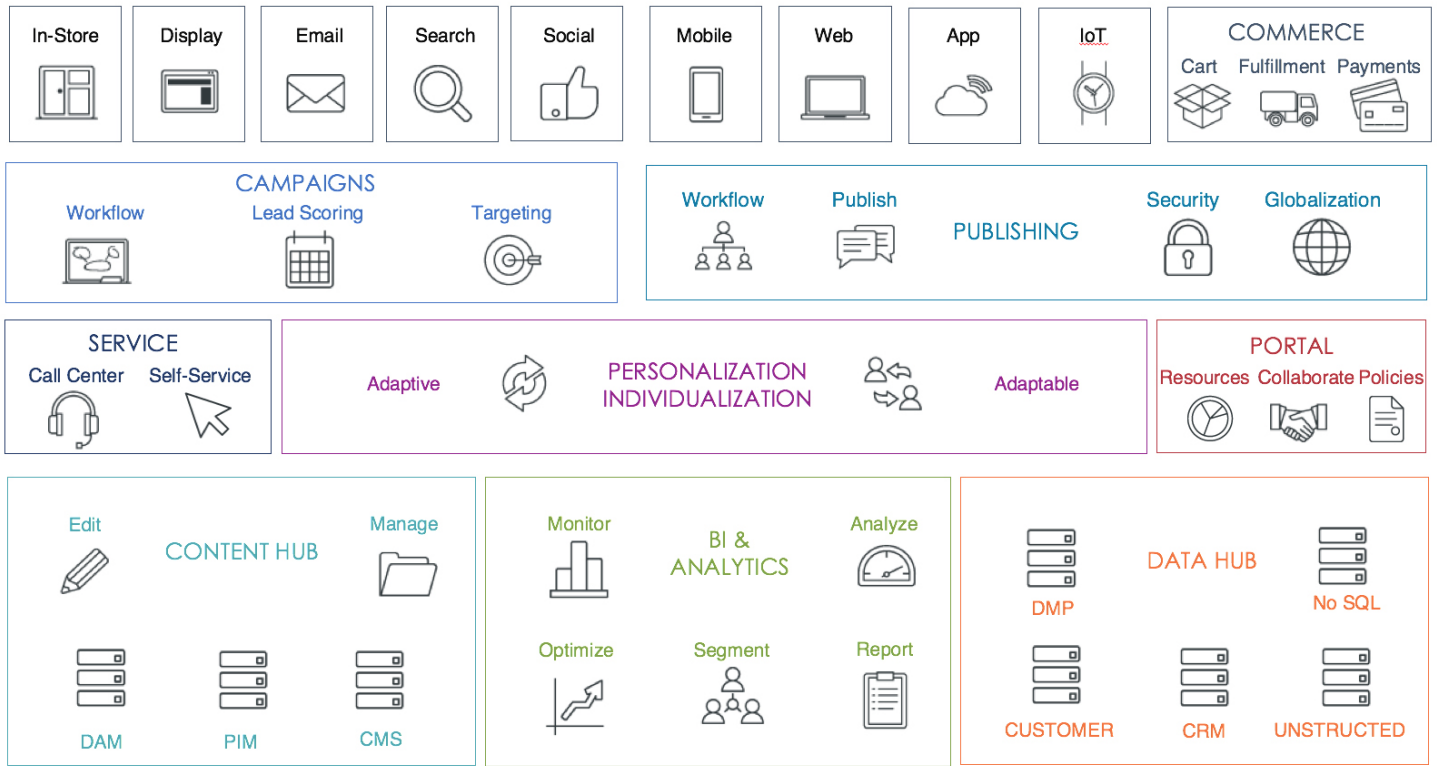 In-Store
Display
Email
Search
Social
Mobile
Web
App
IoT
COMMERCE
Cart
Fulfillment
Payments
CAMPAIGNS
Workflow
Lead Scoring
Targeting
Workflow
Publish
PUBLISHING
Security
Globalization
SERVICE
Call Center
Self-Service
Adaptive
PERSONALIZATION
INDIVIDUALIZATION
Adaptable
PORTAL
Resources
Collaborate
Policies
Edit
CONTENT HUB
Manage
DAM
PIM
CMS
Monitor
BI &
ANALYTICS
Analyze
Optimize
Segment
Report
DMP
DATA HUB
No SQL
CUSTOMER
CRM
UNSTRUCTED